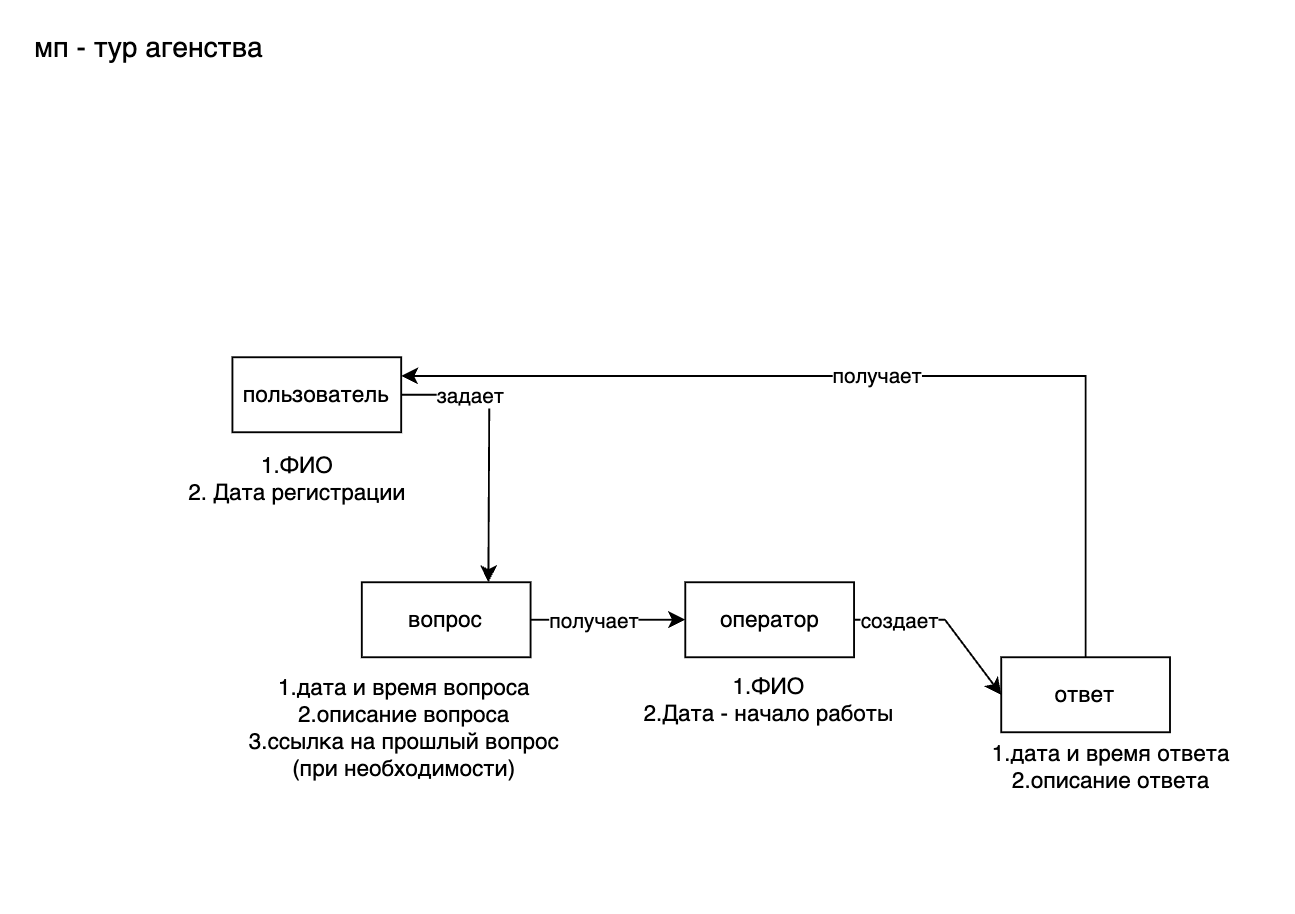 мп - тур агенства
пользователь
получает
задает
1.ФИО
2. Дата регистрации
вопрос
получает
оператор
создает
1.дата и время вопроса
2.описание вопроса
3.ссылка на прошлый вопрос
(при необходимости)
1.ФИО
2.Дата - начало работы
ответ
1.дата и время ответа
2.описание ответа